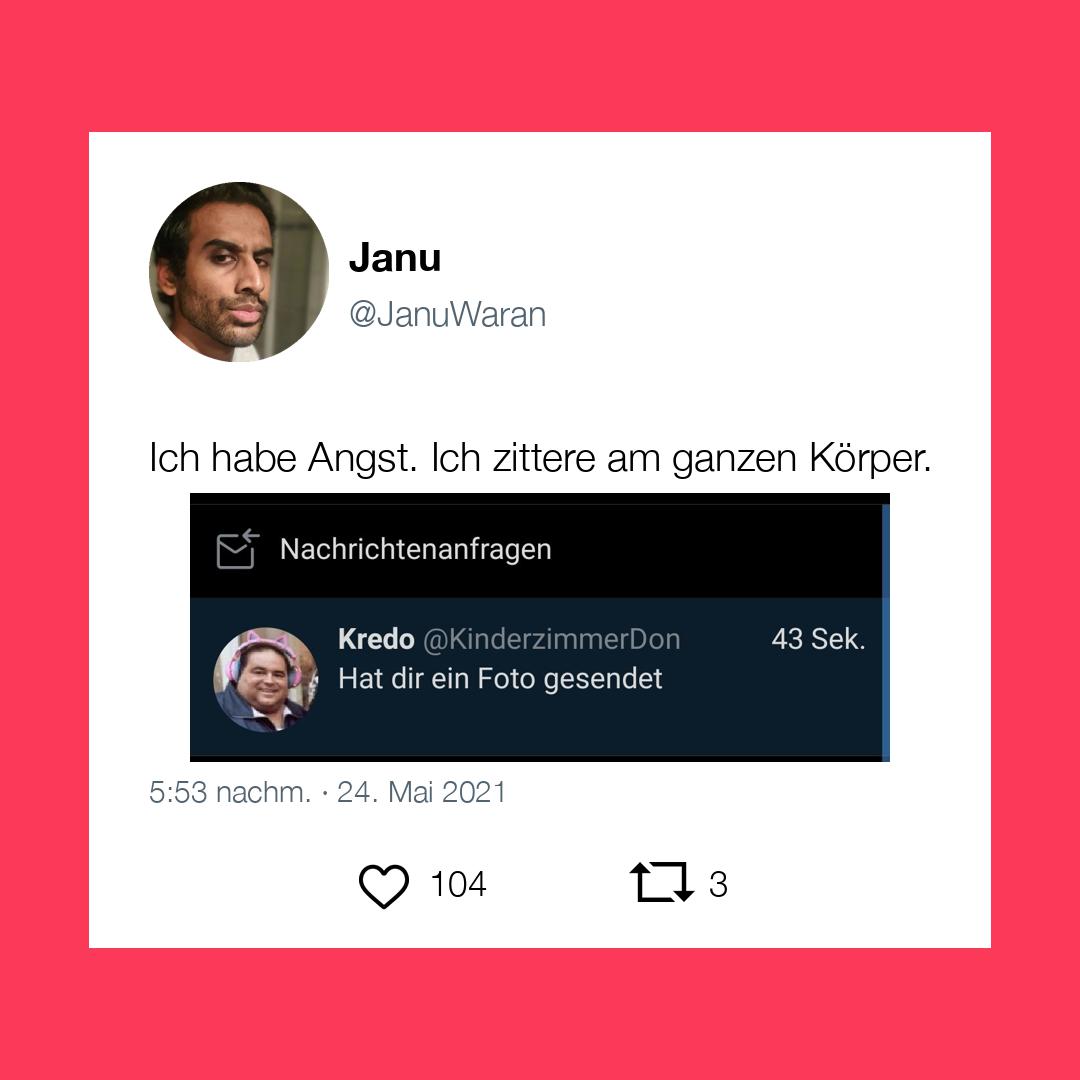 Janu
@JanuWaran
Ich habe Angst. Ich zittere am ganzen Körper.
Nachrichtenanfragen
Kredo @KinderzimmerDon 43 Sek.
Hat dir ein Foto gesendet
5:53 nachm. · 24. Mai 2021
104 3